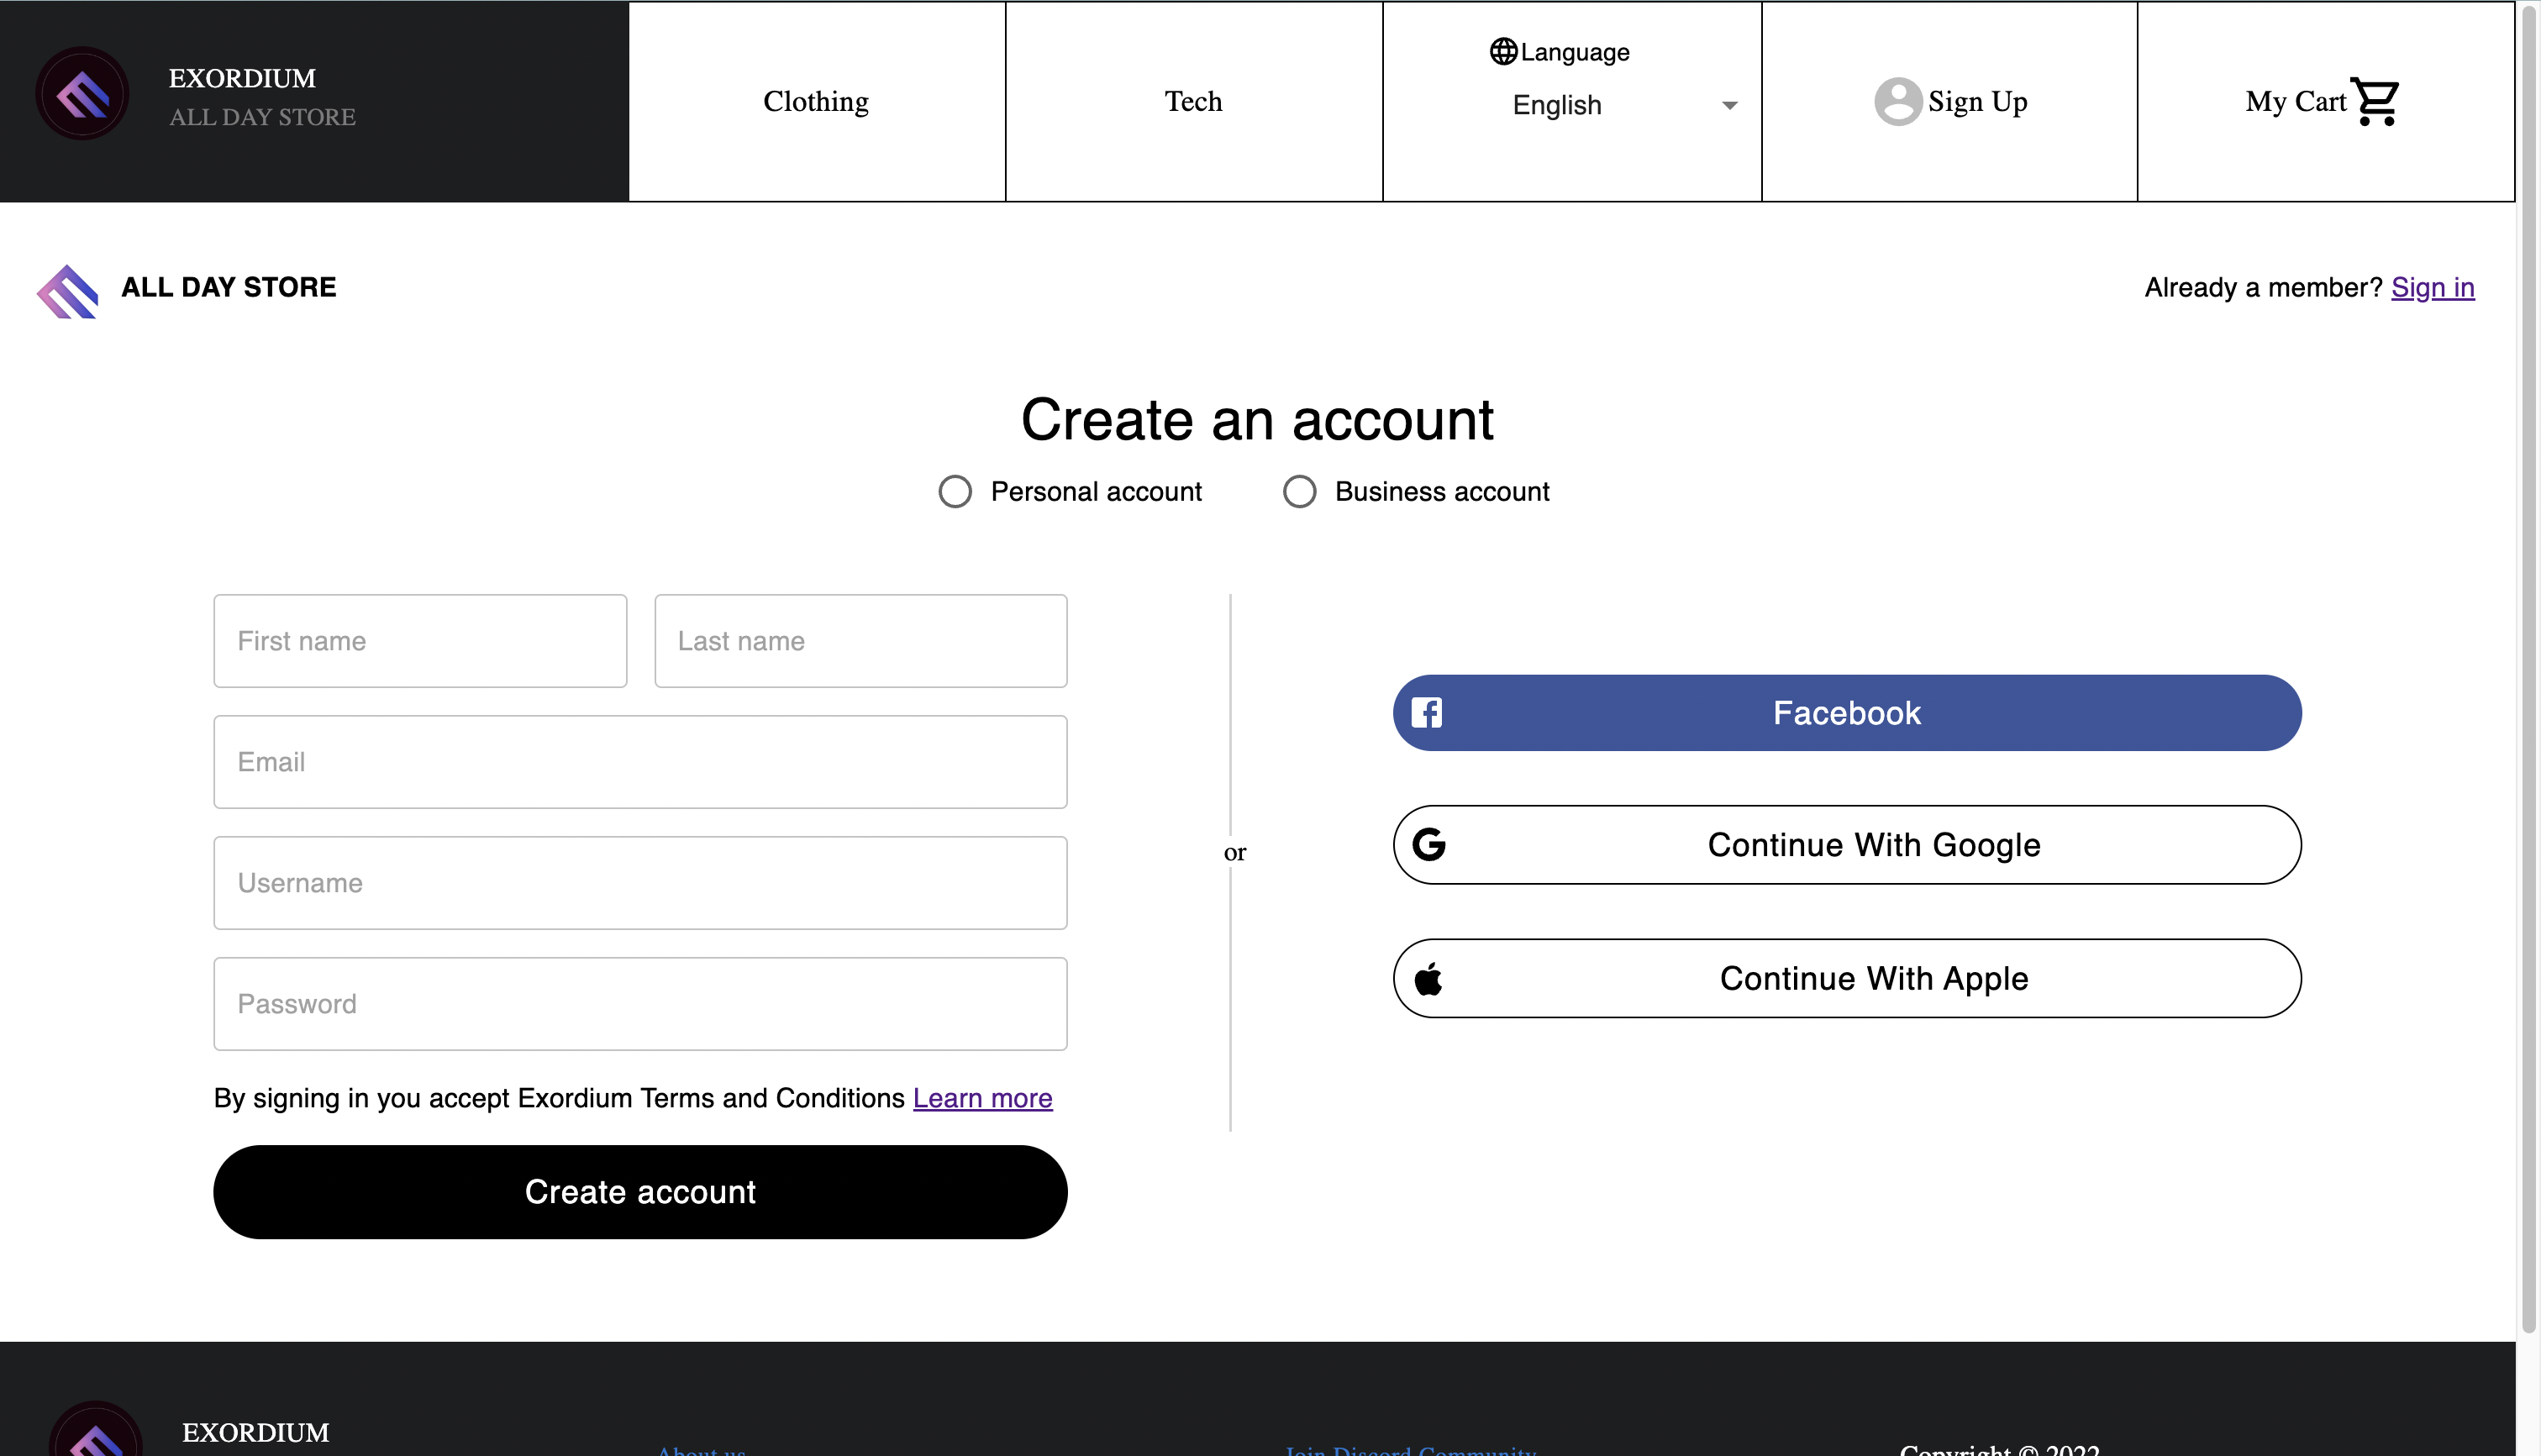 EXORDIUM
ALL DAY STORE
Clothing
Tech
Language
English
Sign Up
My Cart
ALL DAY STORE
Already a member? Sign in
Create an account
Personal account
Business account
First name
Last name
Email
Username
Password
By signing in you accept Exordium Terms and Conditions Learn more
Create account
or
Facebook
Continue With Google
Continue With Apple
EXORDIUM
About us
Join Discord Community
Copyright © 2022